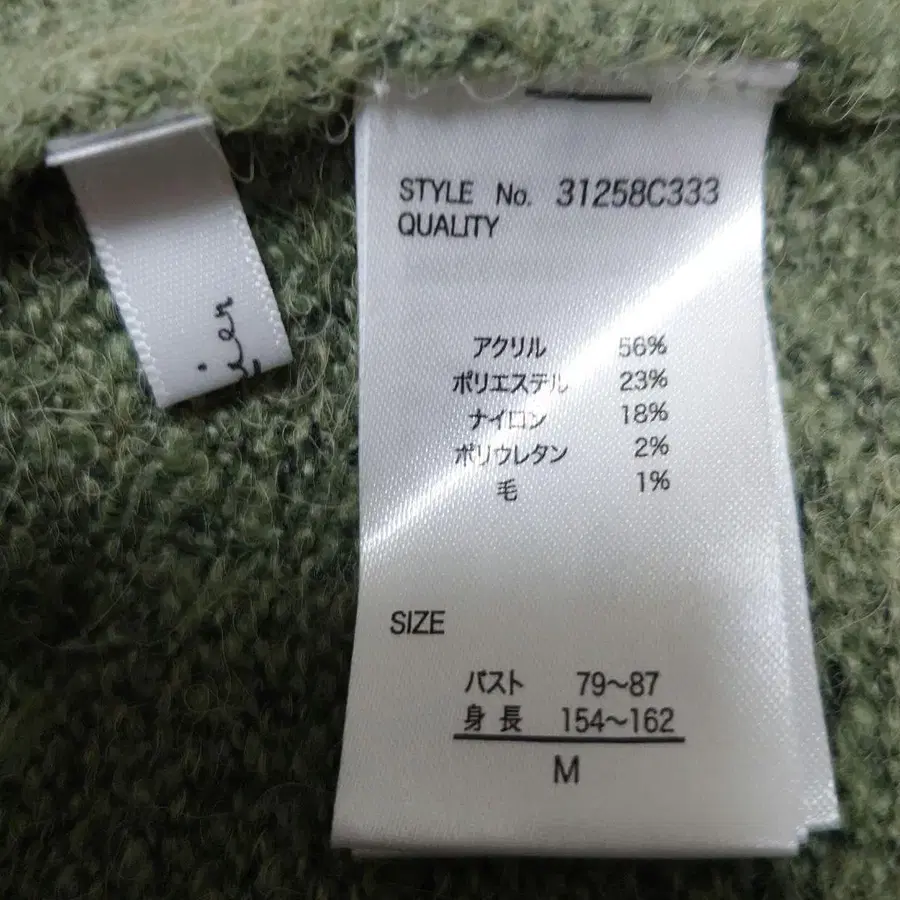 STYLE No. 31258C333
QUALITY
アクリル 56%
ポリエステル 23%
ナイロン 18%
ポリウレタン 2%
毛 1%
SIZE
バスト 79〜87
身長 154〜162
M